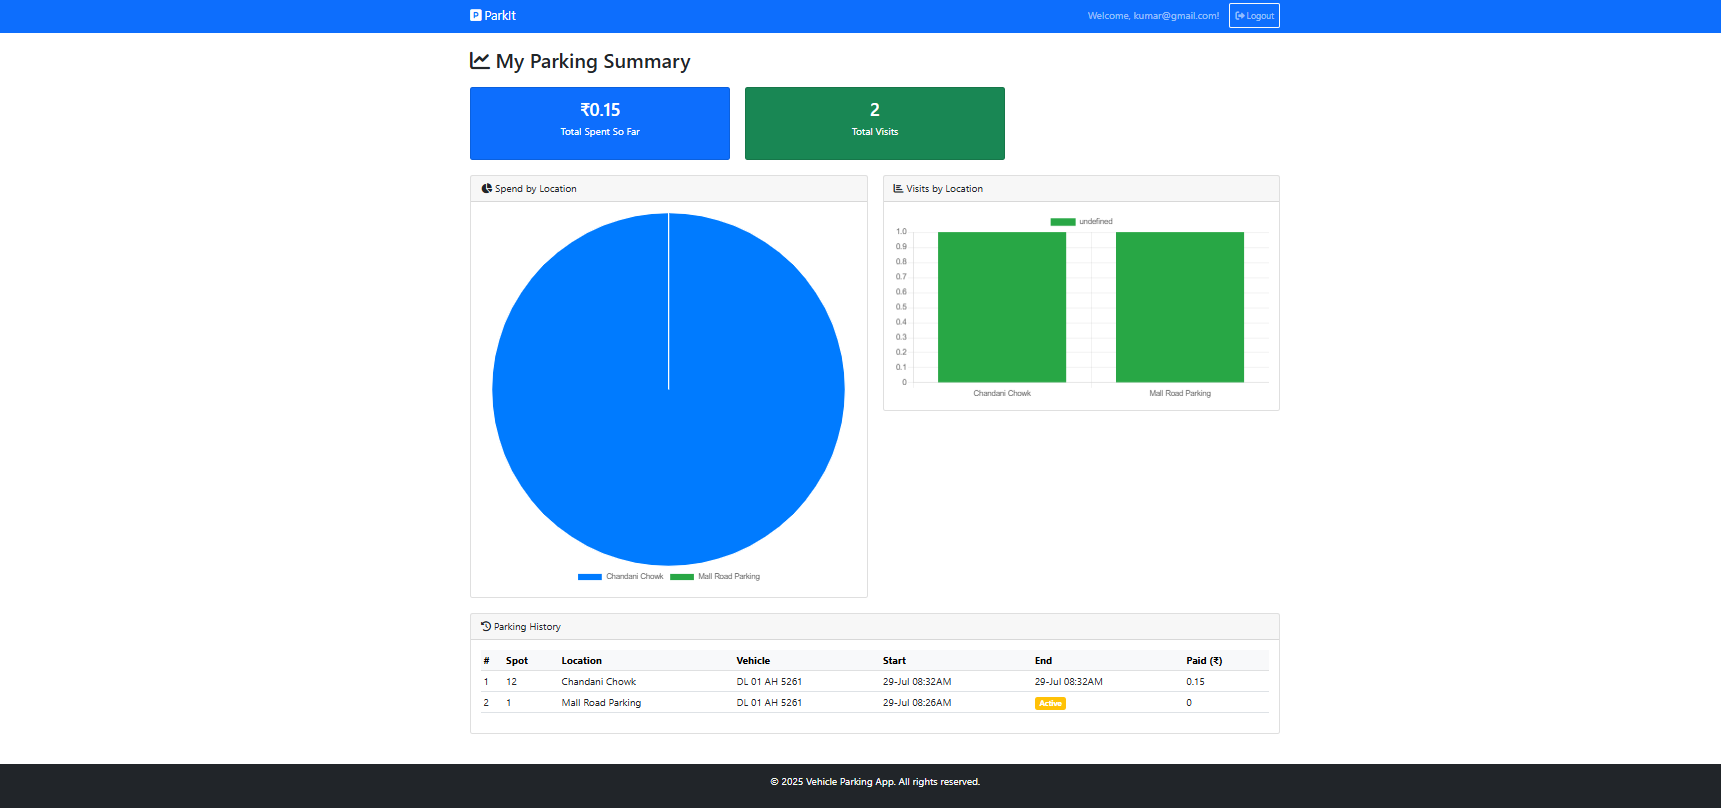 P ParkIt
Welcome, kumar@gmail.com! Logout
My Parking Summary
₹0.15
Total Spent So Far
2
Total Visits
Spend by Location
Chandani Chowk Mall Road Parking
Visits by Location
undefined
1.0
0.9
0.8
0.7
0.6
0.5
0.4
0.3
0.2
0.1
0
Chandani Chowk Mall Road Parking
Parking History
# Spot Location Vehicle Start End Paid (₹)
1 12 Chandani Chowk DL 01 AH 5261 29-Jul 08:32AM 29-Jul 08:32AM 0.15
2 1 Mall Road Parking DL 01 AH 5261 29-Jul 08:26AM Active 0
© 2025 Vehicle Parking App. All rights reserved.